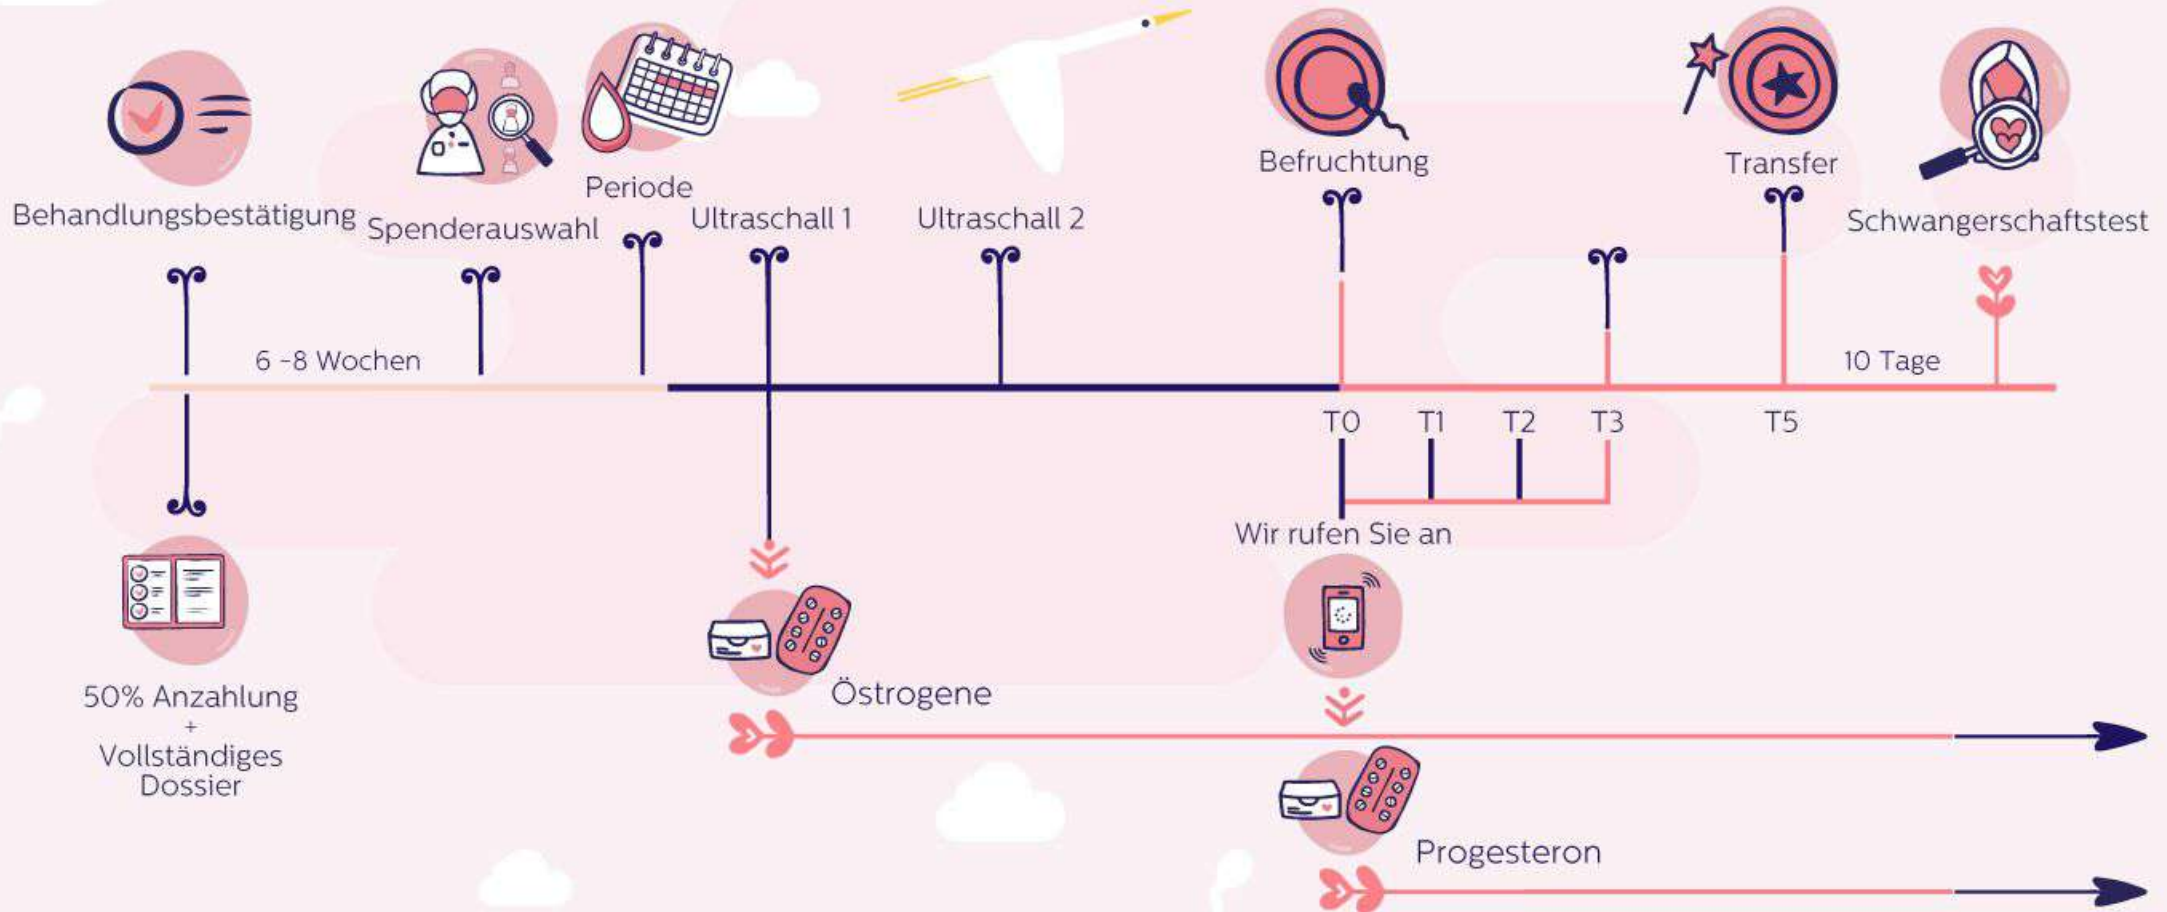 Behandlungsbestätigung
Spenderauswahl
Periode
Ultraschall 1
Ultraschall 2
Befruchtung
Transfer
Schwangerschaftstest
6 -8 Wochen
10 Tage
T0
T1
T2
T3
T5
Wir rufen Sie an
50% Anzahlung
+
Vollständiges
Dossier
Östrogene
Progesteron